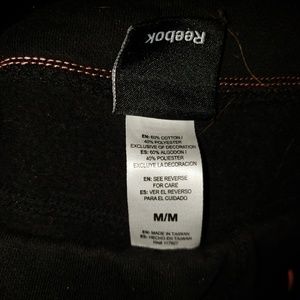 Reebok
EN: 60% COTTON /
40% POLYESTER
EXCLUSIVE OF DECORATION
ES: 60% ALGODON /
40% POLIESTER
EXCLUYE LA DECORACION
EN: SEE REVERSE
FOR CARE
ES: VER EL REVERSO
PARA EL CUIDADO
M/M
EN: MADE IN TAIWAN
ES: HECHO EN TAIWAN